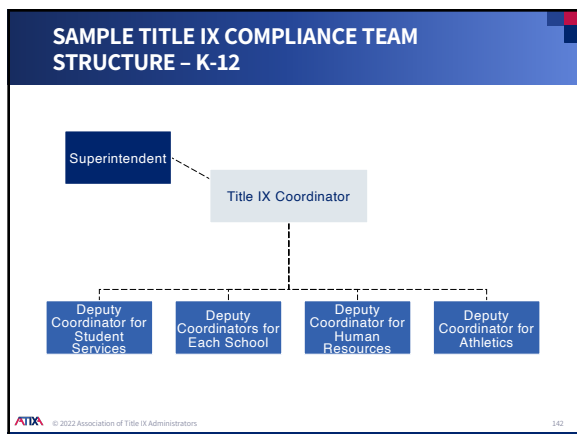 SAMPLE TITLE IX COMPLIANCE TEAM
STRUCTURE – K-12
Superintendent
Title IX Coordinator
Deputy
Coordinator for
Student
Services
Deputy
Coordinators for
Each School
Deputy
Coordinator for
Human
Resources
Deputy
Coordinator for
Athletics
ATIXA © 2022 Association of Title IX Administrators
142